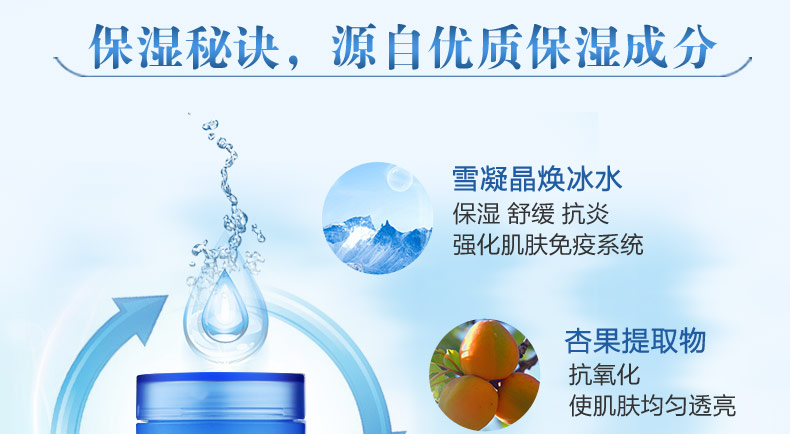 保湿秘诀，源自优质保湿成分
雪凝晶焕冰水
保湿 舒缓 抗炎
强化肌肤免疫系统
杏果提取物
抗氧化
使肌肤均匀透亮